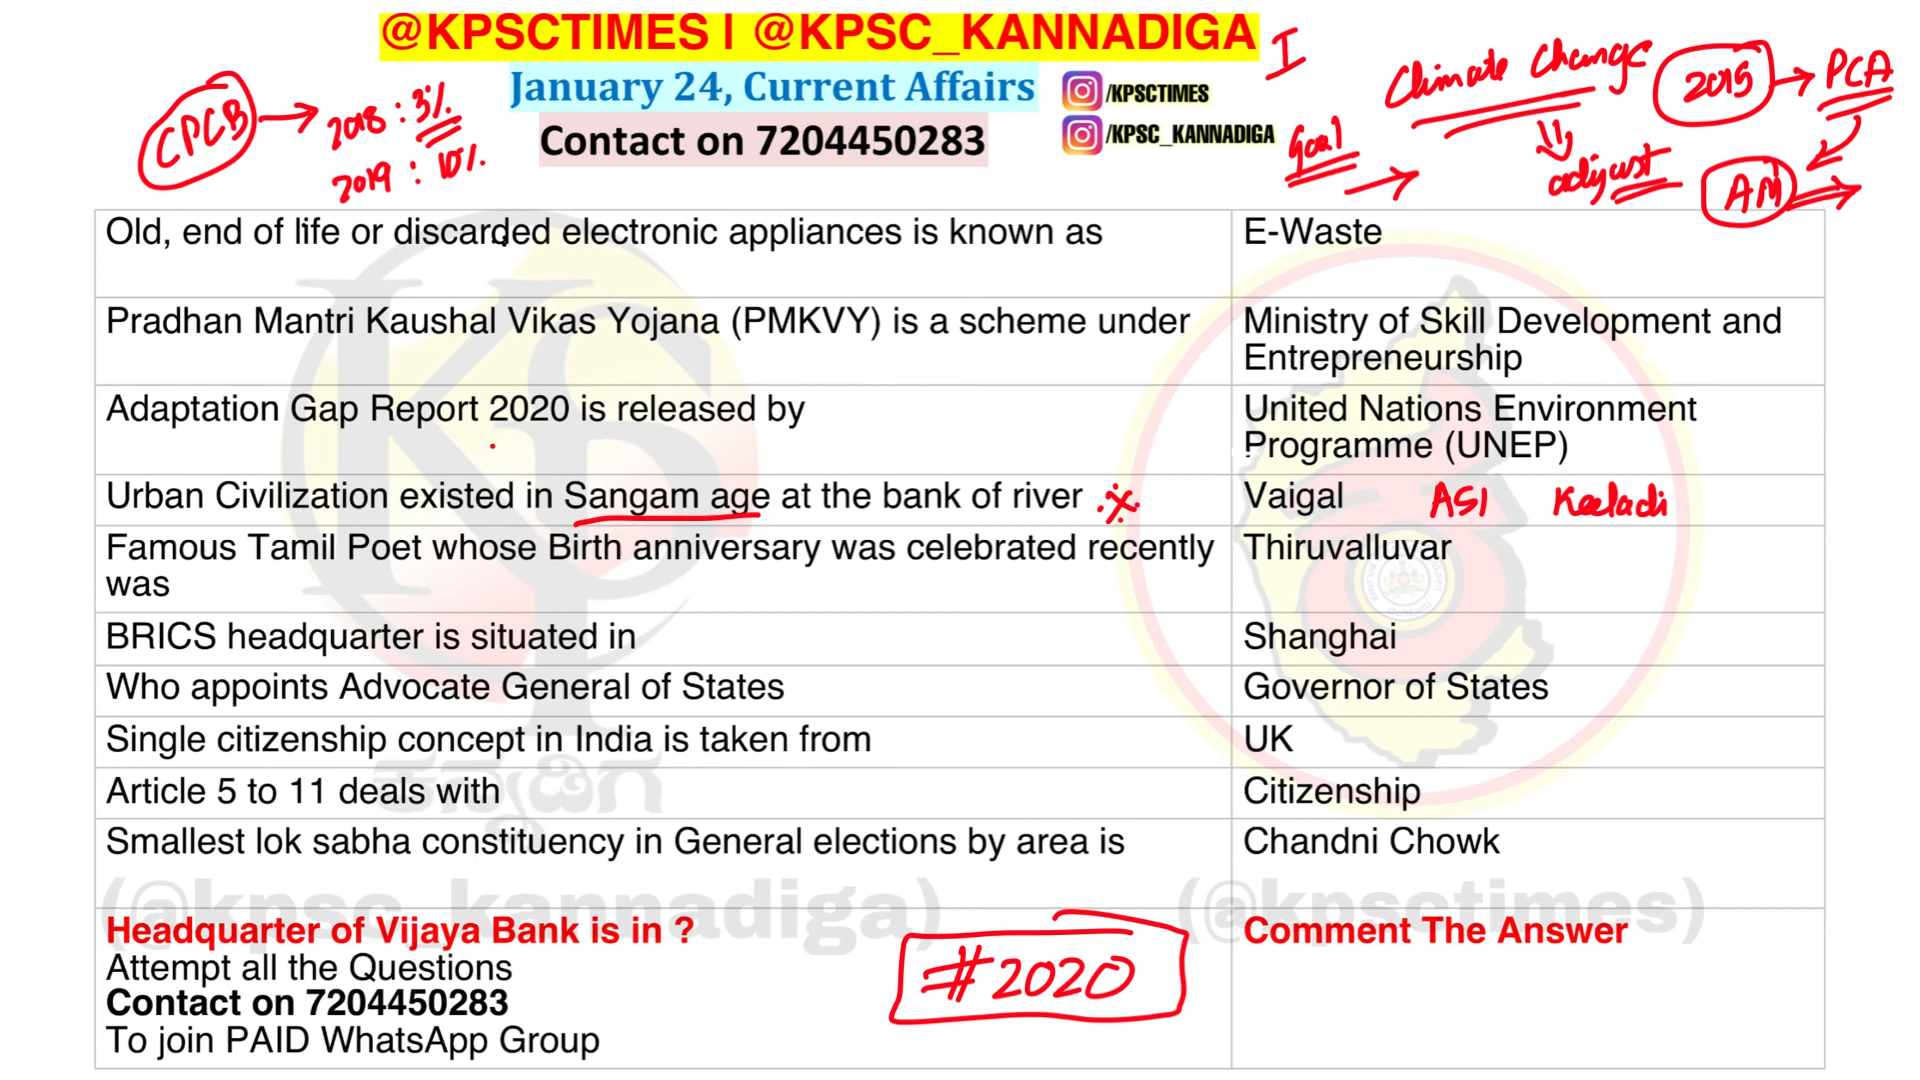 @KPSCTIMES I @KPSC_KANNADIGA
I
January 24, Current Affairs
/KPSCTIMES
Contact on 7204450283
/KPSC_KANNADIGA
CPCB → 2018 : 3%
2019 : 10%
Goal →
Climate Change
adjust
2015 → PCA
Old, end of life or discarded electronic appliances is known as
E-Waste
Pradhan Mantri Kaushal Vikas Yojana (PMKVY) is a scheme under
Ministry of Skill Development and
Entrepreneurship
Adaptation Gap Report 2020 is released by
United Nations Environment
Programme (UNEP)
Urban Civilization existed in Sangam age at the bank of river
Vaigal ASI Keeladi
Famous Tamil Poet whose Birth anniversary was celebrated recently
was
Thiruvalluvar
BRICS headquarter is situated in
Shanghai
Who appoints Advocate General of States
Governor of States
Single citizenship concept in India is taken from
UK
Article 5 to 11 deals with
Citizenship
Smallest lok sabha constituency in General elections by area is
Chandni Chowk
(@kpsc_kannadiga)
(@kpsctimes)
Headquarter of Vijaya Bank is in ?
Comment The Answer
Attempt all the Questions
Contact on 7204450283
To join PAID WhatsApp Group
#2020
KPSC
ಕನ್ನಡಿಗ